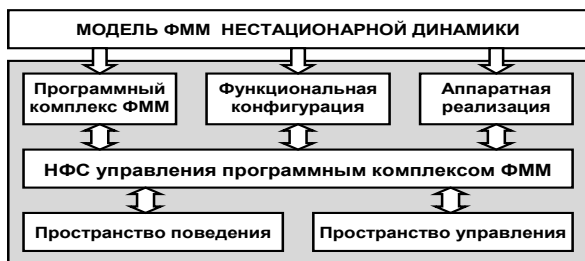 МОДЕЛЬ ФММ НЕСТАЦИОНАРНОЙ ДИНАМИКИ
Программный
комплекс ФММ
Функциональная
конфигурация
Аппаратная
реализация
НФС управления программным комплексом ФММ
Пространство поведения
Пространство управления